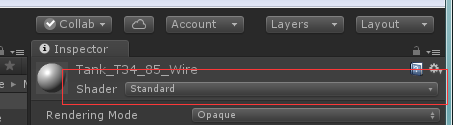 Collab
Account
Layers
Layout
Inspector
Tank_T34_85_Wire
Shader
Standard
Rendering Mode
Opaque